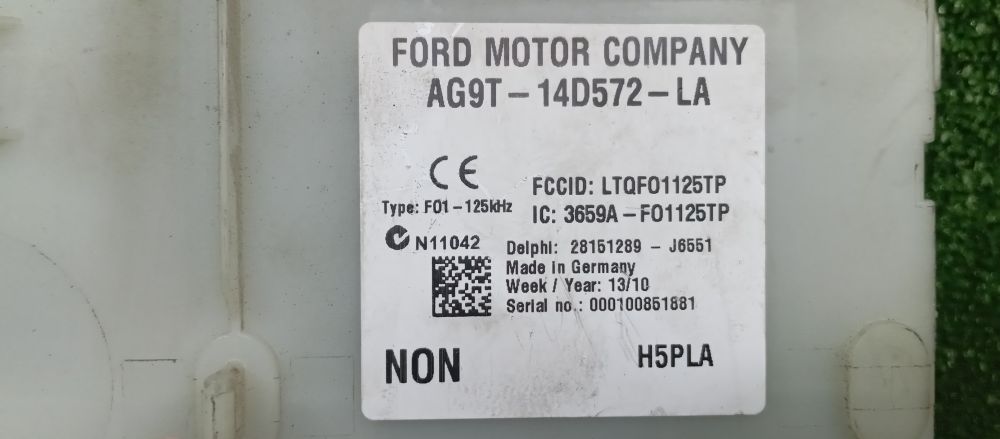 FORD MOTOR COMPANY
AG9T-14D572-LA
CE
Type: F01-125kHz
FCCID: LTQFO1125TP
IC: 3659A-FO1125TP
N11042
Delphi: 28151289 - J6551
Made in Germany
Week / Year: 13/10
Serial no.: 000100851881
NON
H5PLA